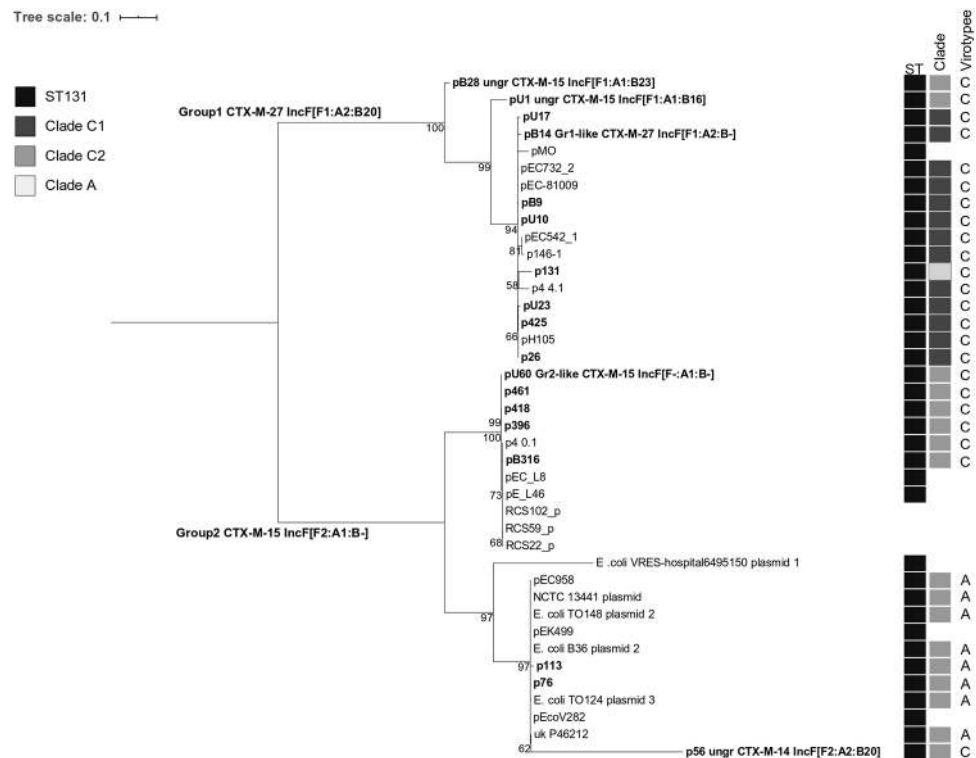 Tree scale: 0.1
ST131
Clade C1
Clade C2
Clade A
ST
Clade
Virotypee
Group1 CTX-M-27 IncF[F1:A2:B20]
Group2 CTX-M-15 IncF[F2:A1:B-]
100
99
94
81
58
66
99
100
73
68
97
97
62
pB28 ungr CTX-M-15 IncF[F1:A1:B23] C
pU1 ungr CTX-M-15 IncF[F1:A1:B16] C
pU17 C
pB14 Gr1-like CTX-M-27 IncF[F1:A2:B-] C
pMO
pEC732_2 C
pEC-81009 C
pB9 C
pU10 C
pEC542_1 C
p146-1 C
p131 C
p4 4.1 C
pU23 C
p425 C
pH105 C
p26 C
pU60 Gr2-like CTX-M-15 IncF[F-:A1:B-] C
p461 C
p418 C
p396 C
p4 0.1 C
pB316 C
pEC_L8
pE_L46
RCS102_p
RCS59_p
RCS22_p
E .coli VRES-hospital6495150 plasmid 1
pEC958 A
NCTC 13441 plasmid A
E. coli TO148 plasmid 2 A
pEK499
E. coli B36 plasmid 2 A
p113 A
p76 A
E. coli TO124 plasmid 3 A
pEcoV282
uk P46212 A
p56 ungr CTX-M-14 IncF[F2:A2:B20] C